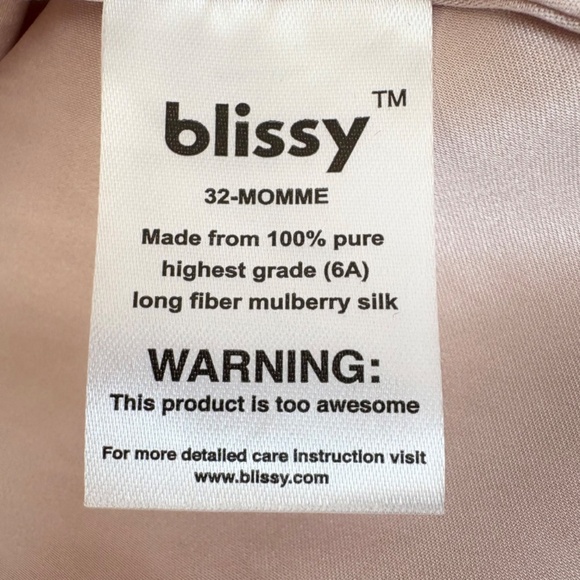 blissy™
32-MOMME
Made from 100% pure
highest grade (6A)
long fiber mulberry silk
WARNING:
This product is too awesome
For more detailed care instruction visit
www.blissy.com